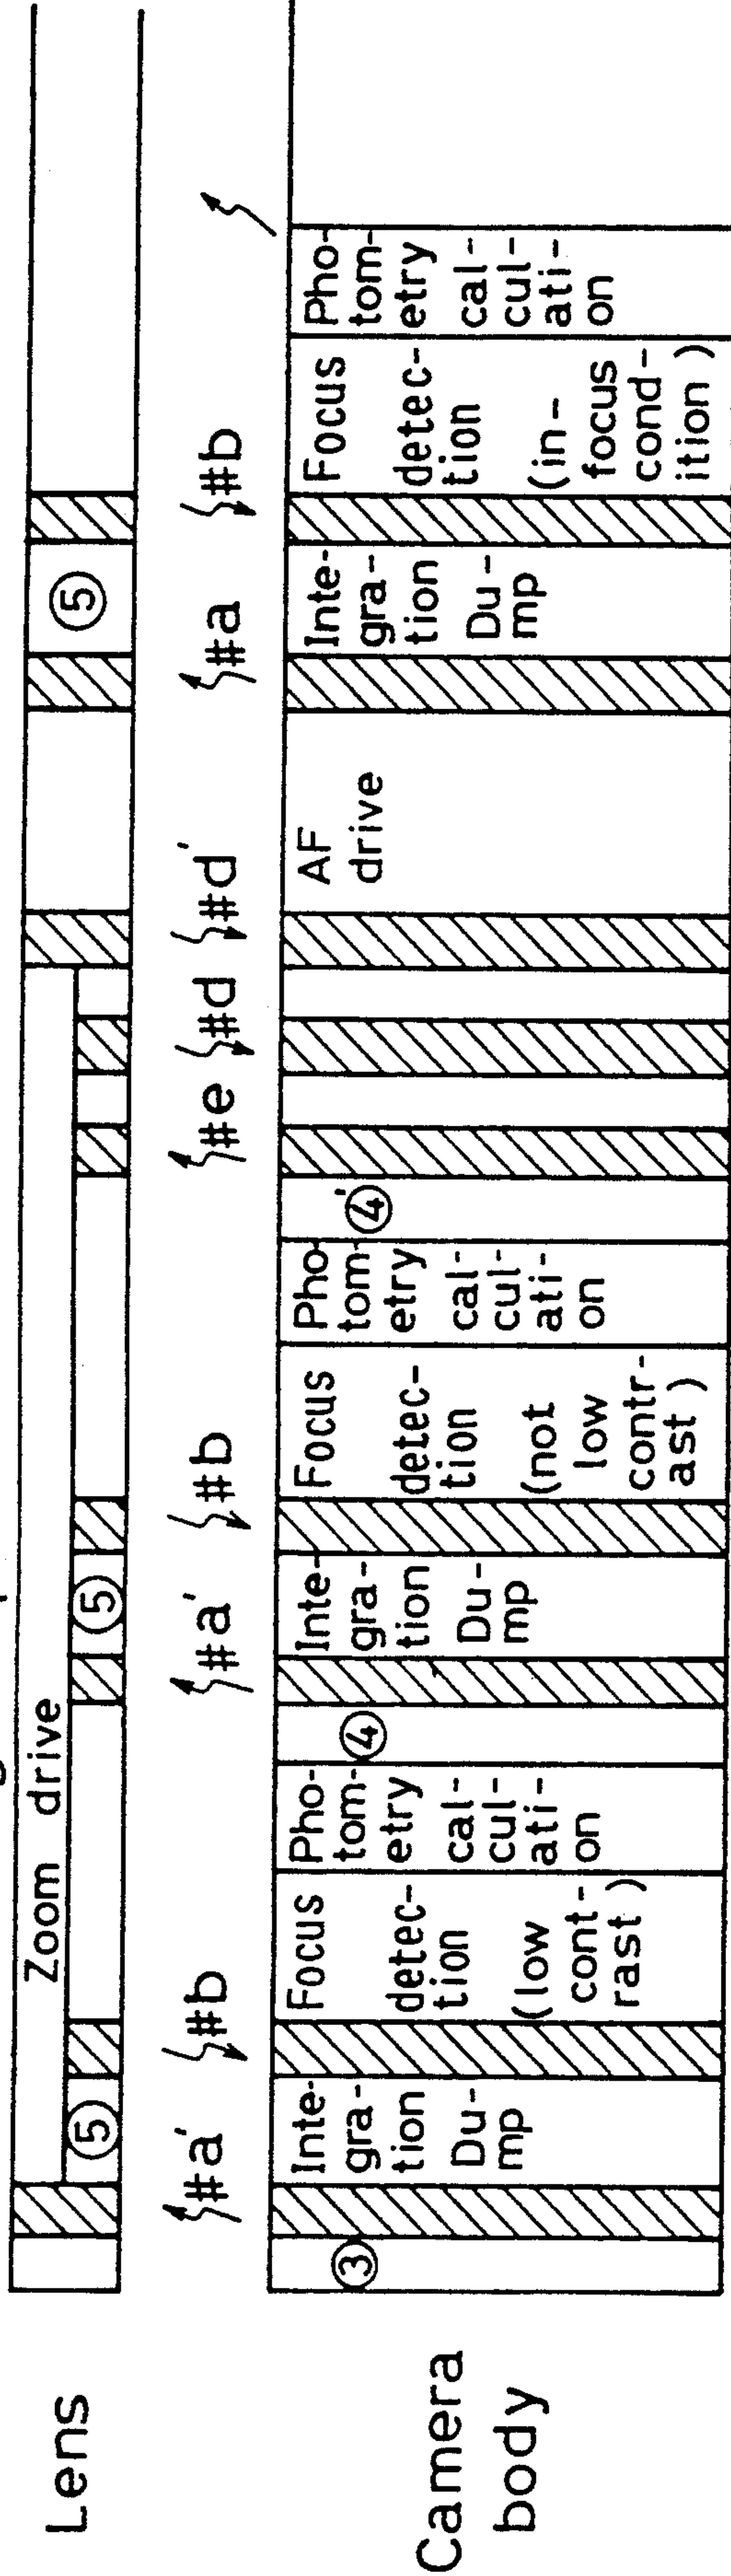 Lens
Zoom drive
⑤
⑤
⑤
#a'
#b
#a'
#b
#e
#d
#d'
#a
#b
Camera
body
③
Inte-
gra-
tion
Du-
mp
Focus
detec-
tion
(low
cont-
rast)
Pho-
tom-
etry
cal-
cul-
ati-
on
④
Inte-
gra-
tion
Du-
mp
Focus
detec-
tion
(not
low
contr-
ast)
Pho-
tom-
etry
cal-
cul-
ati-
on
④'
AF
drive
Inte-
gra-
tion
Du-
mp
Focus
detec-
tion
(in-
focus
cond-
ition)
Pho-
tom-
etry
cal-
cul-
ati-
on